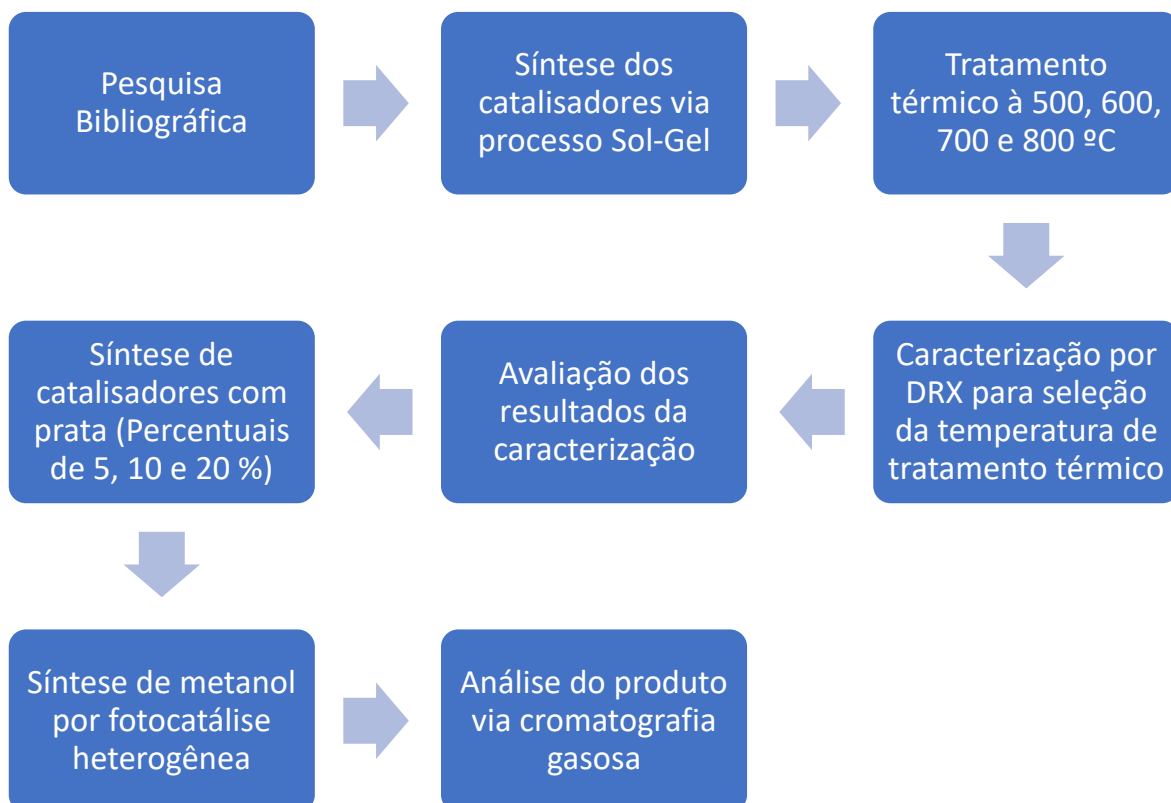 Pesquisa
Bibliográfica
Síntese dos
catalisadores via
processo Sol-Gel
Tratamento
térmico à 500, 600,
700 e 800 ºC
Caracterização por
DRX para seleção
da temperatura de
tratamento térmico
Avaliação dos
resultados da
caracterização
Síntese de
catalisadores com
prata (Percentuais
de 5, 10 e 20 %)
Síntese de metanol
por fotocatálise
heterogênea
Análise do produto
via cromatografia
gasosa